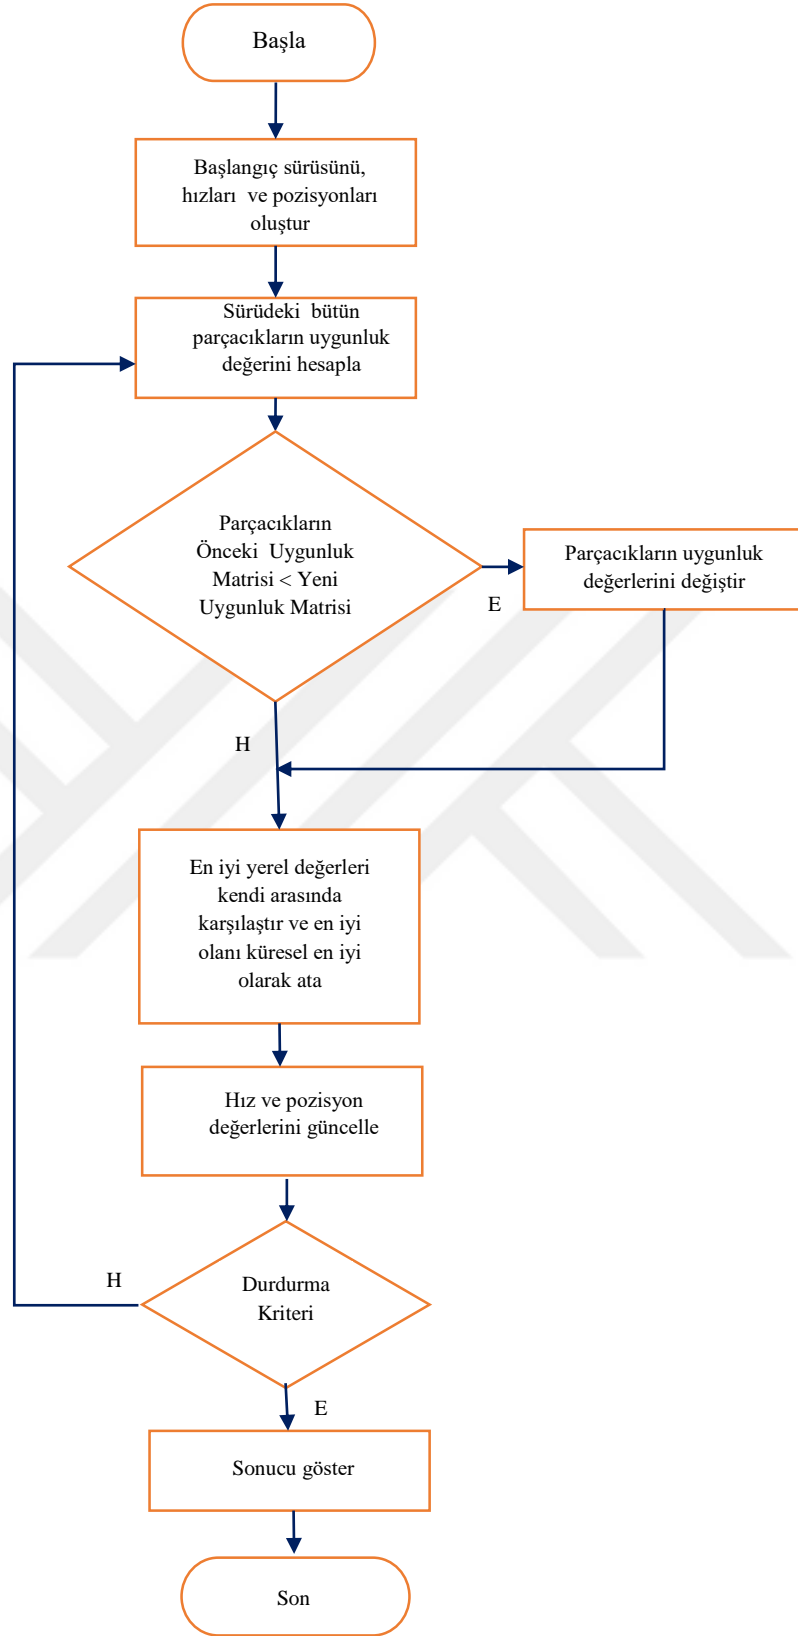 Başla
Başlangıç sürüsünü,
hızları ve pozisyonları
oluştur
Sürüdeki bütün
parçacıkların uygunluk
değerini hesapla
Parçacıkların
Önceki Uygunluk
Matrisi < Yeni
Uygunluk Matrisi
E
Parçacıkların uygunluk
değerlerini değiştir
H
En iyi yerel değerleri
kendi arasında
karşılaştır ve en iyi
olanı küresel en iyi
olarak ata
Hız ve pozisyon
değerlerini güncelle
H
Durdurma
Kriteri
E
Sonucu göster
Son